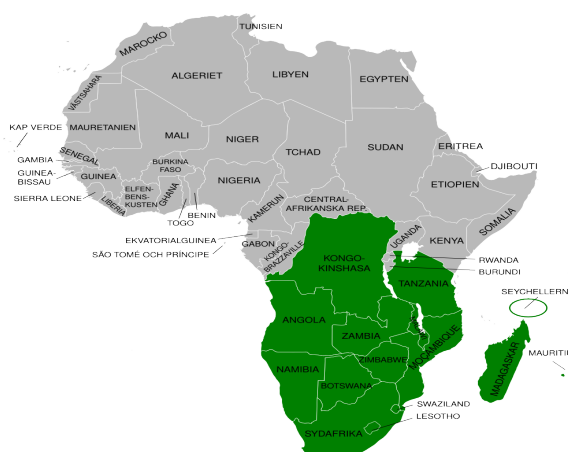 TUNISIEN
MAROCKO
ALGERIET
LIBYEN
EGYPTEN
VÄSTSAHARA
KAP VERDE
MAURETANIEN
MALI
NIGER
TCHAD
SUDAN
ERITREA
SENEGAL
GAMBIA
GUINEA-
BISSAU
GUINEA
BURKINA
FASO
DJIBOUTI
SIERRA LEONE
LIBERIA
ELFEN-
BENS-
KUSTEN
GHANA
TOGO
BENIN
NIGERIA
ETIOPIEN
KAMERUN
CENTRAL-
AFRIKANSKA REP.
SOMALIA
EKVATORIALGUINEA
SÃO TOMÉ OCH PRÍNCIPE
GABON
KONGO-
BRAZZAVILLE
KONGO-
KINSHASA
UGANDA
KENYA
RWANDA
BURUNDI
TANZANIA
SEYCHELLERN
ANGOLA
ZAMBIA
MOÇAMBIQUE
MADAGASKAR
MAURITI
ZIMBABWE
NAMIBIA
BOTSWANA
SWAZILAND
LESOTHO
SYDAFRIKA